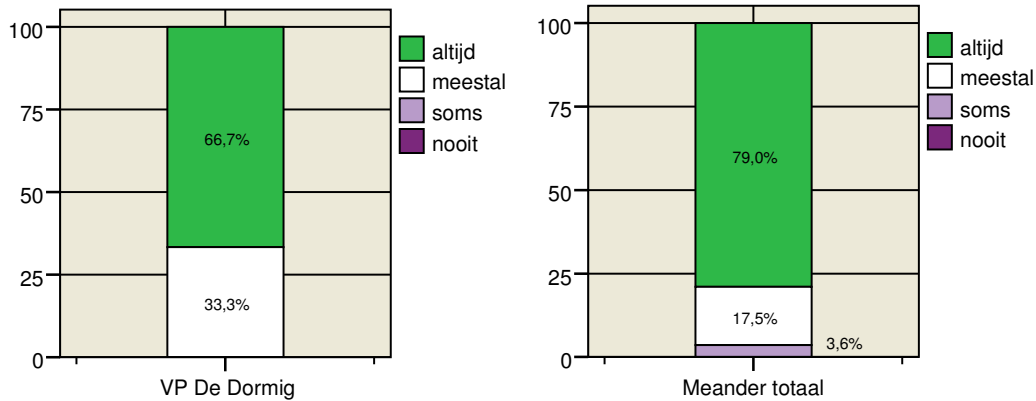 100
75
50
25
0
66,7%
33,3%
VP De Dormig
altijd
meestal
soms
nooit
100
75
50
25
0
79,0%
17,5%
3,6%
Meander totaal
altijd
meestal
soms
nooit